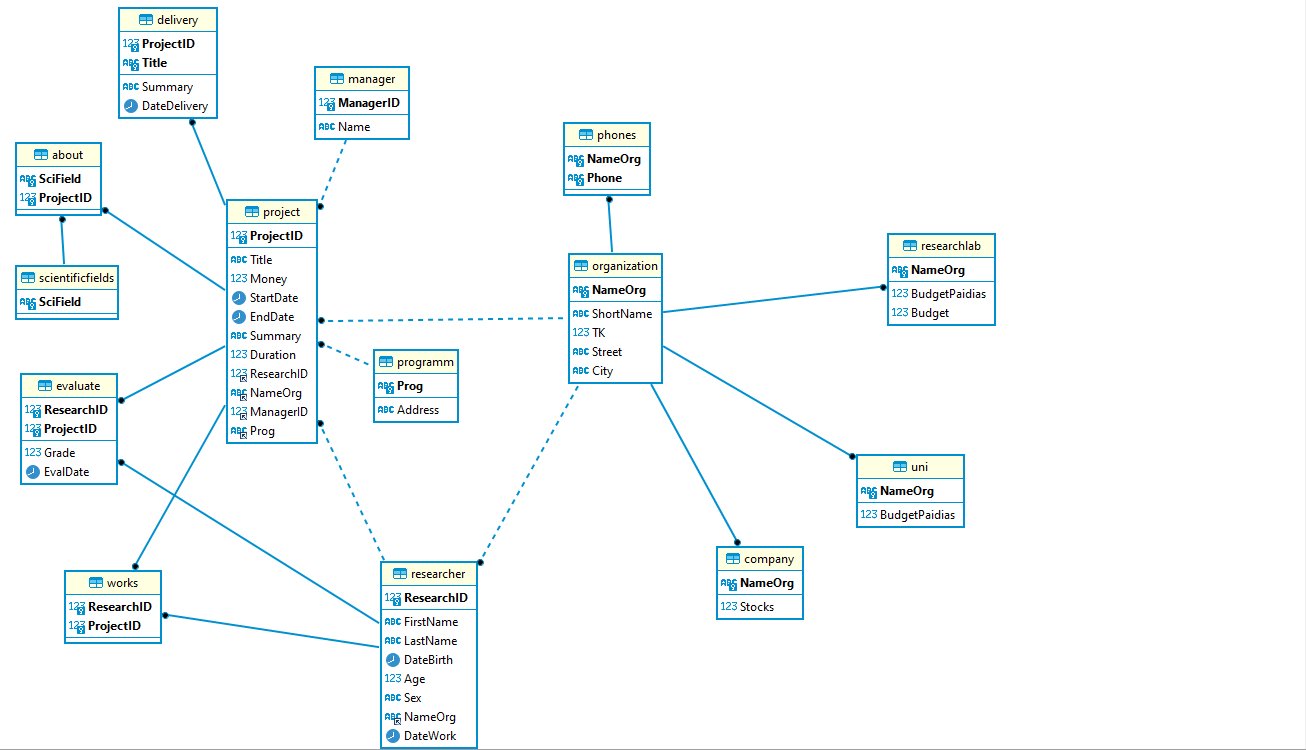 delivery
ProjectID
Title
Summary
DateDelivery
manager
ManagerID
Name
about
SciField
ProjectID
scientificfields
SciField
project
ProjectID
Title
Money
StartDate
EndDate
Summary
Duration
ResearchID
NameOrg
ManagerID
Prog
programm
Prog
Address
phones
NameOrg
Phone
organization
NameOrg
ShortName
TK
Street
City
researchlab
NameOrg
BudgetPaidias
Budget
evaluate
ResearchID
ProjectID
Grade
EvalDate
uni
NameOrg
BudgetPaidias
company
NameOrg
Stocks
works
ResearchID
ProjectID
researcher
ResearchID
FirstName
LastName
DateBirth
Age
Sex
NameOrg
DateWork